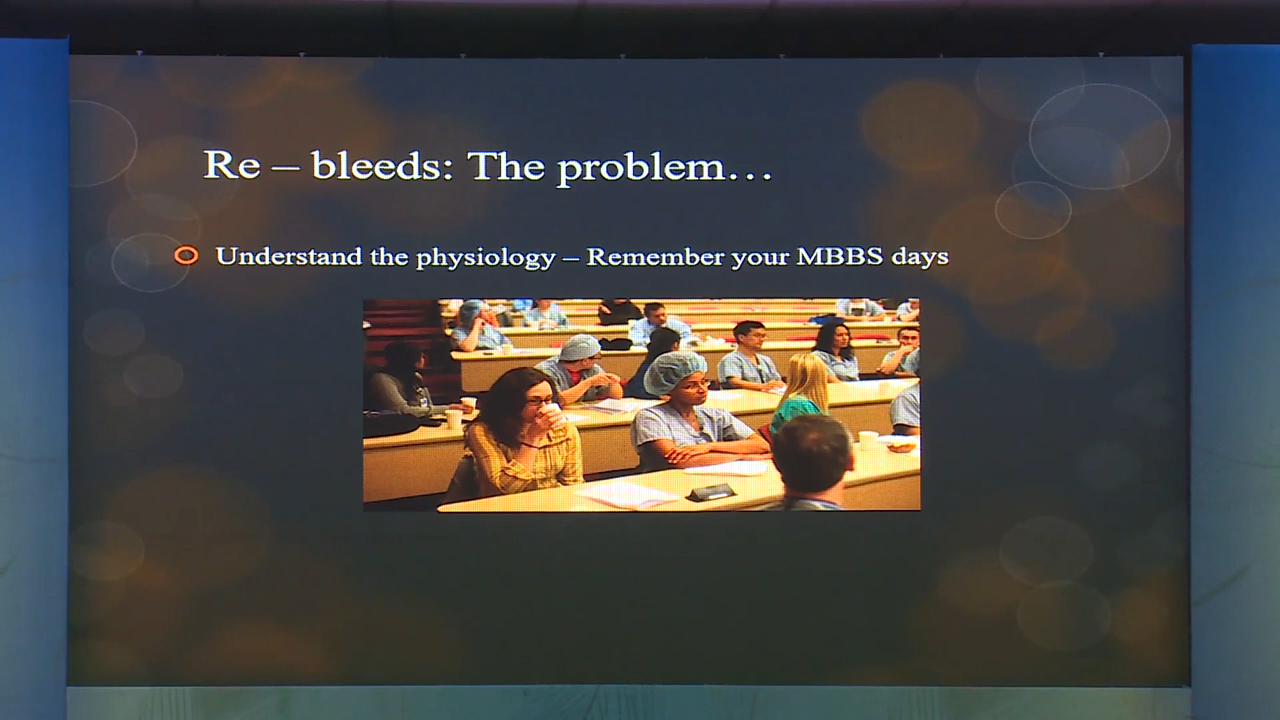 Re – bleeds: The problem…
Understand the physiology – Remember your MBBS days